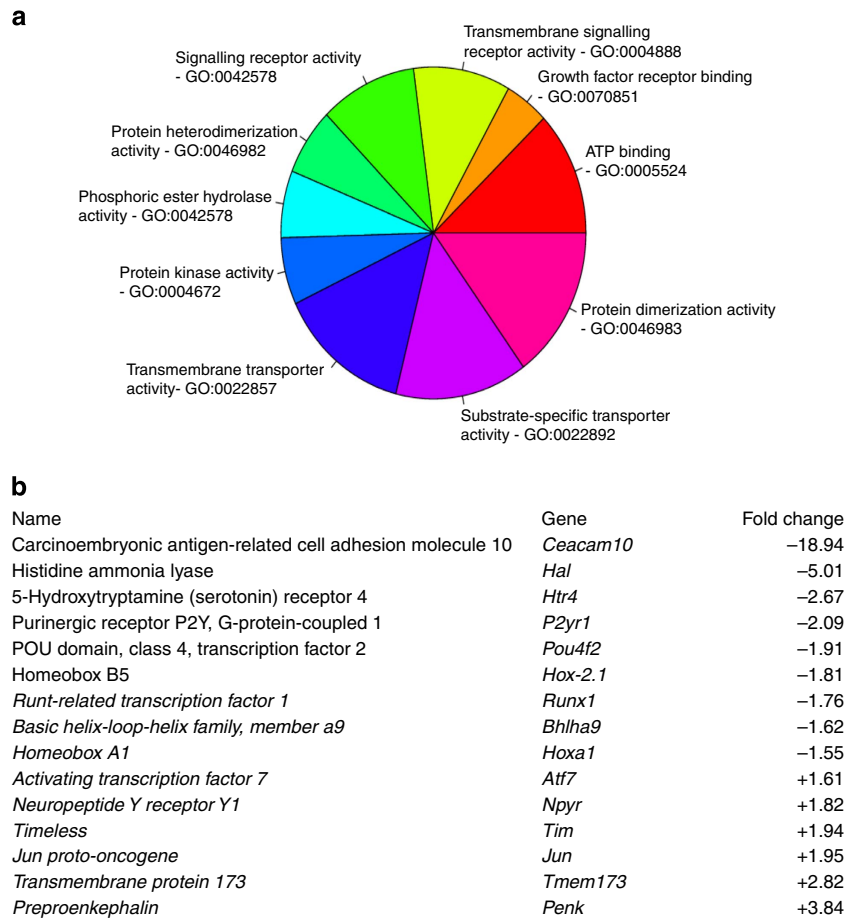 a
Transmembrane signalling
receptor activity - GO:0004888
Signalling receptor activity
- GO:0042578
Growth factor receptor binding
- GO:0070851
Protein heterodimerization
activity - GO:0046982
ATP binding
- GO:0005524
Phosphoric ester hydrolase
activity - GO:0042578
Protein kinase activity
- GO:0004672
Protein dimerization activity
- GO:0046983
Transmembrane transporter
activity- GO:0022857
Substrate-specific transporter
activity - GO:0022892
b
Name Gene Fold change
Carcinoembryonic antigen-related cell adhesion molecule 10 Ceacam10 –18.94
Histidine ammonia lyase Hal –5.01
5-Hydroxytryptamine (serotonin) receptor 4 Htr4 –2.67
Purinergic receptor P2Y, G-protein-coupled 1 P2yr1 –2.09
POU domain, class 4, transcription factor 2 Pou4f2 –1.91
Homeobox B5 Hox-2.1 –1.81
Runt-related transcription factor 1 Runx1 –1.76
Basic helix-loop-helix family, member a9 Bhlha9 –1.62
Homeobox A1 Hoxa1 –1.55
Activating transcription factor 7 Atf7 +1.61
Neuropeptide Y receptor Y1 Npyr +1.82
Timeless Tim +1.94
Jun proto-oncogene Jun +1.95
Transmembrane protein 173 Tmem173 +2.82
Preproenkephalin Penk +3.84